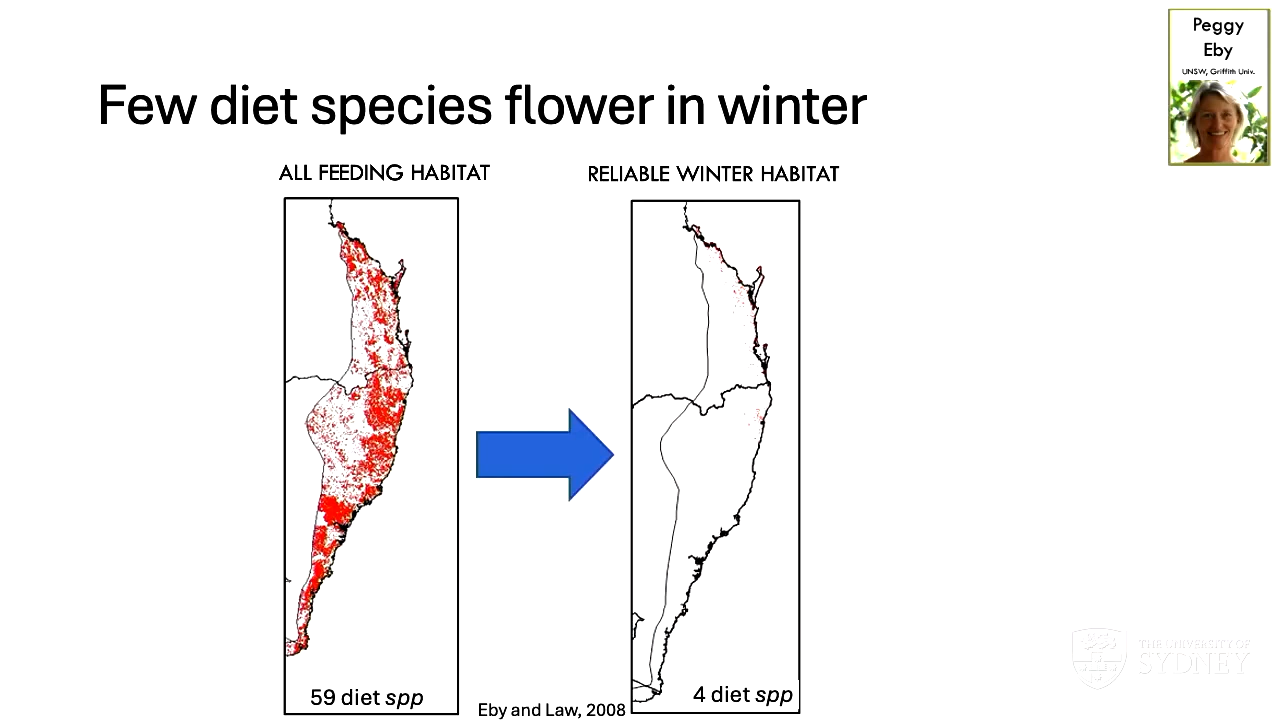 Peggy
Eby
UNSW, Griffith Univ.
Few diet species flower in winter
ALL FEEDING HABITAT
RELIABLE WINTER HABITAT
59 diet spp
4 diet spp
Eby and Law, 2008
THE UNIVERSITY OF
SYDNEY